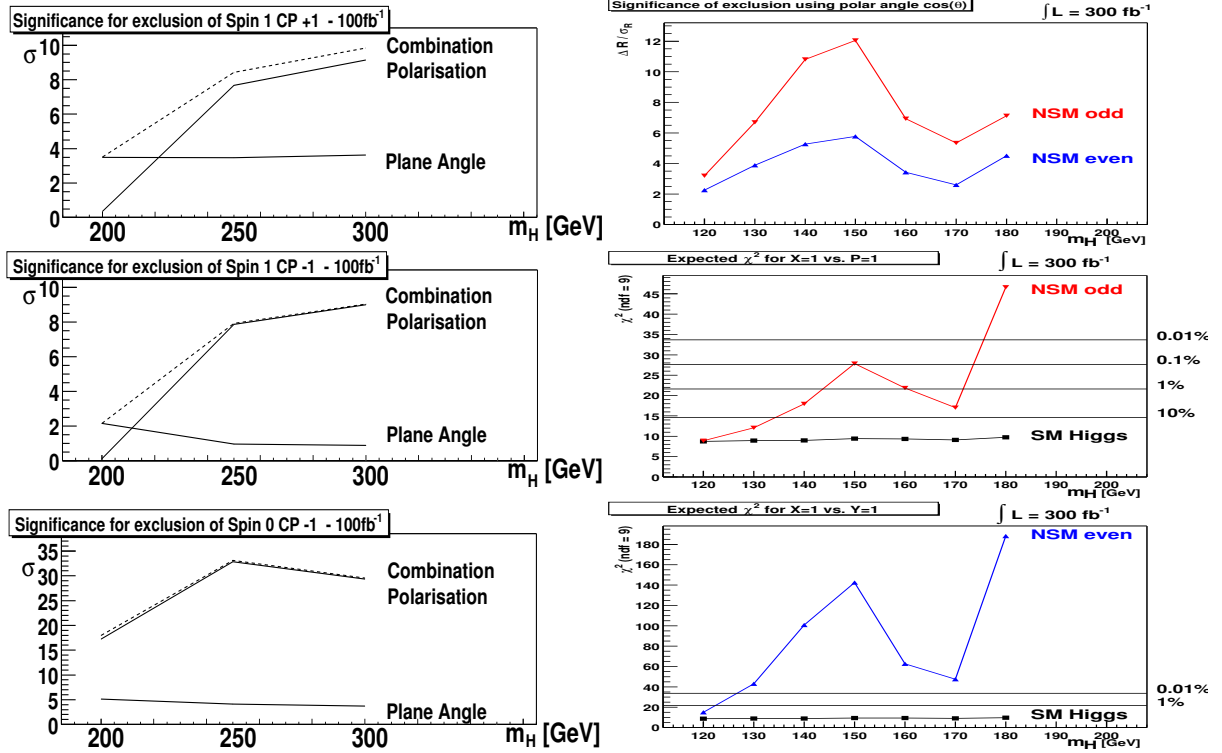 Significance for exclusion of Spin 1 CP +1 - 100fb⁻¹
σ
10
8
6
4
2
0
Combination
Polarisation
Plane Angle
200 250 300 m_H [GeV]
Significance for exclusion of Spin 1 CP -1 - 100fb⁻¹
σ
10
8
6
4
2
0
Combination
Polarisation
Plane Angle
200 250 300 m_H [GeV]
Significance for exclusion of Spin 0 CP -1 - 100fb⁻¹
σ
35
30
25
20
15
10
5
0
Combination
Polarisation
Plane Angle
200 250 300 m_H [GeV]
Significance of exclusion using polar angle cos(θ)
∫ L = 300 fb⁻¹
Δ R / σ_R
12
10
8
6
4
2
0
NSM odd
NSM even
120 130 140 150 160 170 180 190 200
m_H [GeV]
Expected χ² for X=1 vs. P=1
∫ L = 300 fb⁻¹
χ² (ndf = 9)
45
40
35
30
25
20
15
10
5
0
NSM odd
0.01%
0.1%
1%
10%
SM Higgs
120 130 140 150 160 170 180 190 200
m_H [GeV]
Expected χ² for X=1 vs. Y=1
∫ L = 300 fb⁻¹
χ² (ndf = 9)
180
160
140
120
100
80
60
40
20
0
NSM even
0.01%
1%
SM Higgs
120 130 140 150 160 170 180 190 200
m_H [GeV]